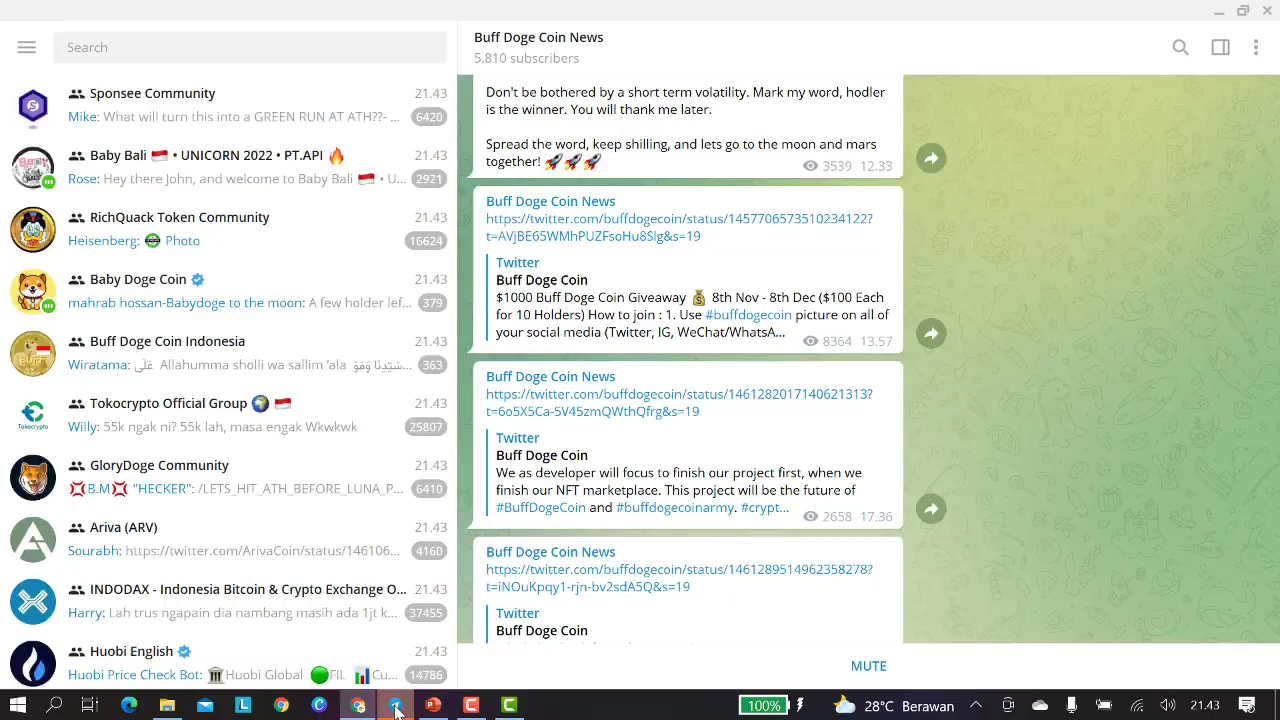 Search
Sponsee Community 21.43
Mike: What will turn this into a GREEN RUN AT ATH??- ... 6420
Baby Bali 🇮🇩 • UNICORN 2022 • PT.API 🔥 21.43
Rose: Hey there John, and welcome to Baby Bali 🇮🇩 • U... 2921
RichQuack Token Community 21.43
Heisenberg: Photo 16624
Baby Doge Coin 21.43
mahrab hossan-Babydoge to the moon: A few holder lef... 379
Buff Doge Coin Indonesia 21.43
Wiratama: Allahumma sholli wa sallim 'ala 363
Tokocrypto Official Group 🌍 🇮🇩 21.43
Willy: 55k ngak ni? 55k lah, masa engak Wkwkwk 25807
GloryDoge Community 21.43
💢B.M💢 "HECKER": /LETS_HIT_ATH_BEFORE_LUNA_P... 6410
Ariva (ARV) 21.43
Sourabh: https://twitter.com/ArivaCoin/status/146106... 4160
INDODAX - Indonesia Bitcoin & Crypto Exchange O... 21.43
Harry: Lah trus ngapain dia nambang masih ada 1jt k... 37455
Huobi English 21.43
Huobi Price Check Bot: 🏛Huobi Global 🟢FIL 📊Cu... 14786
Buff Doge Coin News
5.810 subscribers
Don't be bothered by a short term volatility. Mark my word, hodler
is the winner. You will thank me later.
Spread the word, keep shilling, and lets go to the moon and mars
together! 🚀🚀🚀 3539 12.33
Buff Doge Coin News
https://twitter.com/buffdogecoin/status/1457706573510234122?
t=AVjBE65WMhPUZFsoHu8Slg&s=19
Twitter
Buff Doge Coin
$1000 Buff Doge Coin Giveaway 💰 8th Nov - 8th Dec ($100 Each
for 10 Holders) How to join : 1. Use #buffdogecoin picture on all of
your social media (Twitter, IG, WeChat/WhatsA... 8364 13.57
Buff Doge Coin News
https://twitter.com/buffdogecoin/status/1461282017140621313?
t=6o5X5Ca-5V45zmQWthQfrg&s=19
Twitter
Buff Doge Coin
We as developer will focus to finish our project first, when we
finish our NFT marketplace. This project will be the future of
#BuffDogeCoin and #buffdogecoinarmy. #crypt... 2658 17.36
Buff Doge Coin News
https://twitter.com/buffdogecoin/status/1461289514962358278?
t=iNOuKpqy1-rjn-bv2sdA5Q&s=19
Twitter
Buff Doge Coin
MUTE
100% 28°C Berawan 21.43